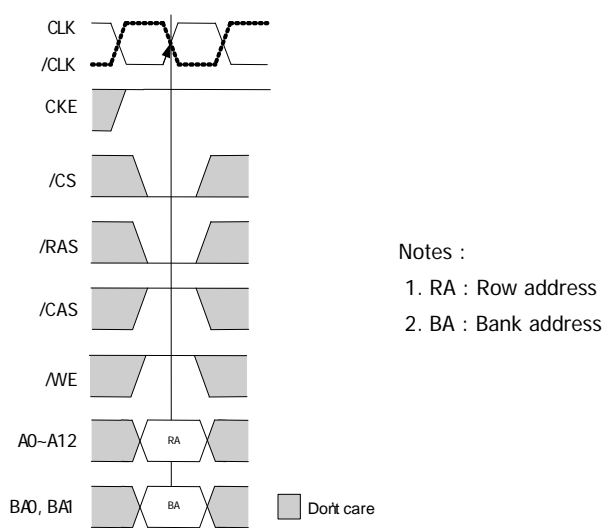 CLK
/CLK
CKE
/CS
/RAS
/CAS
/WE
A0~A12
RA
BA0, BA1
BA
Don't care
Notes :
1. RA : Row address
2. BA : Bank address